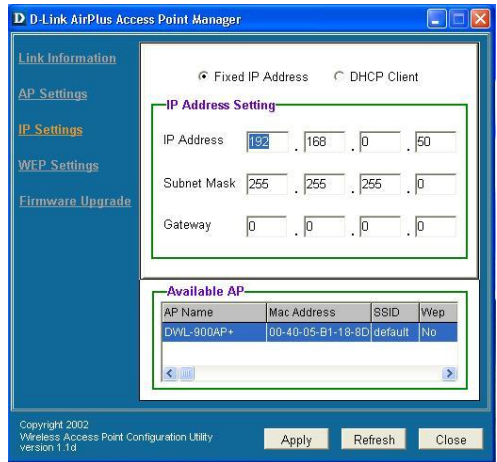 D-Link AirPlus Access Point Manager
Link Information
AP Settings
IP Settings
WEP Settings
Firmware Upgrade
Fixed IP Address DHCP Client
IP Address Setting
IP Address 192 . 168 . 0 . 50
Subnet Mask 255 . 255 . 255 . 0
Gateway 0 . 0 . 0 . 0
Available AP
AP Name Mac Address SSID Wep
DWL-900AP+ 00-40-05-B1-18-8D default No
Copyright 2002
Wireless Access Point Configuration Utility
version 1.1d
Apply Refresh Close